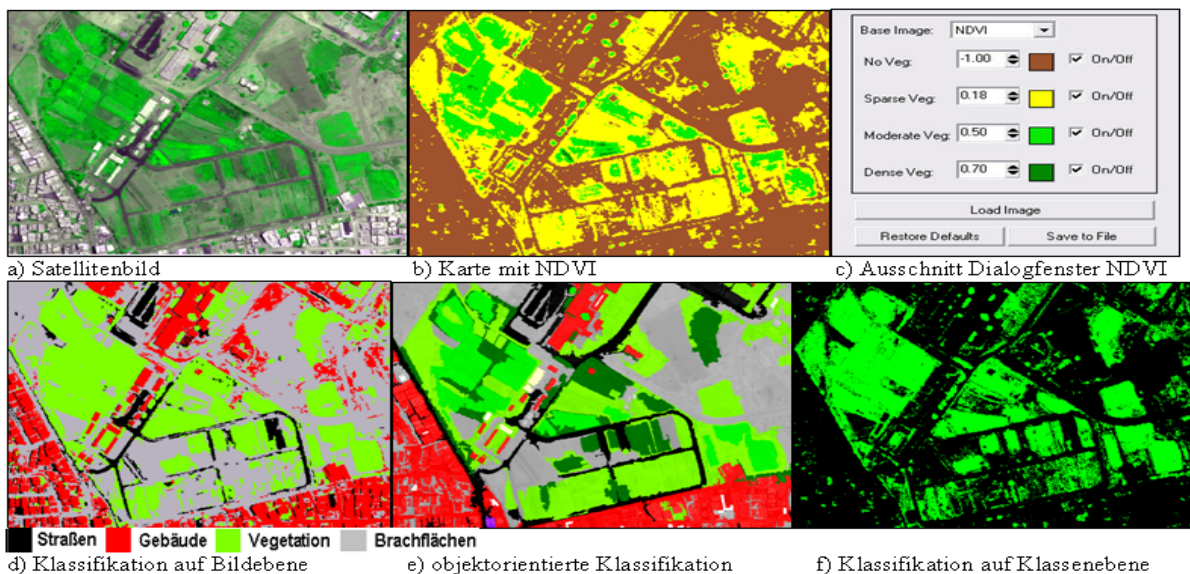 Base Image: NDVI
No Veg: -1.00 On/Off
Sparse Veg: 0.18 On/Off
Moderate Veg: 0.50 On/Off
Dense Veg: 0.70 On/Off
Load Image
Restore Defaults Save to File
a) Satellitenbild b) Karte mit NDVI c) Ausschnitt Dialogfenster NDVI
Straßen Gebäude Vegetation Brachflächen
d) Klassifikation auf Bildebene e) objektorientierte Klassifikation f) Klassifikation auf Klassenebene